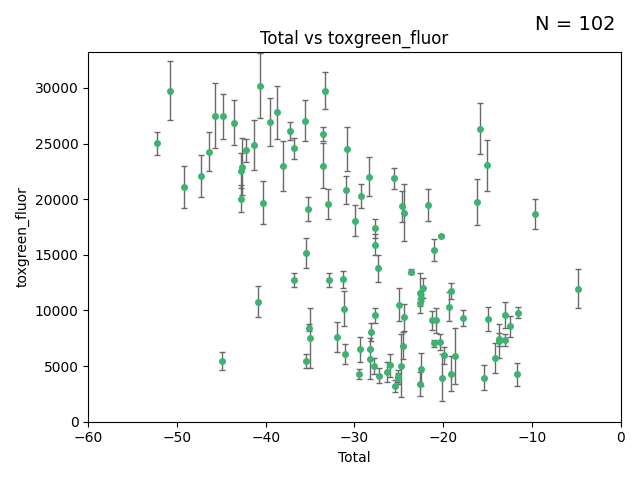 N = 102
Total vs toxgreen_fluor
30000
25000
20000
15000
10000
5000
0
toxgreen_fluor
−60 −50 −40 −30 −20 −10 0
Total